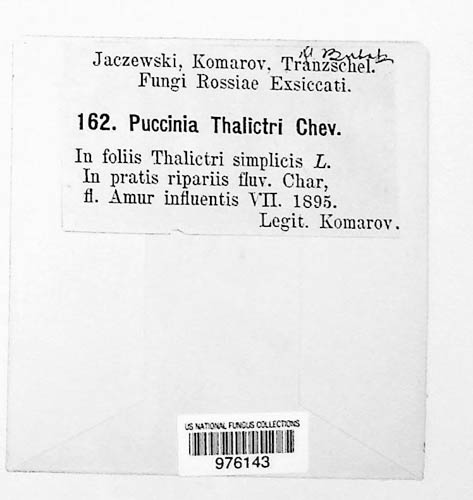 Jaczewski, Komarov, Tranzschel.
Fungi Rossiae Exsiccati.
162. Puccinia Thalictri Chev.
In foliis Thalictri simplicis L.
In pratis ripariis fluv. Char,
fl. Amur influentis VII. 1895.
Legit. Komarov.
US NATIONAL FUNGUS COLLECTIONS
976143